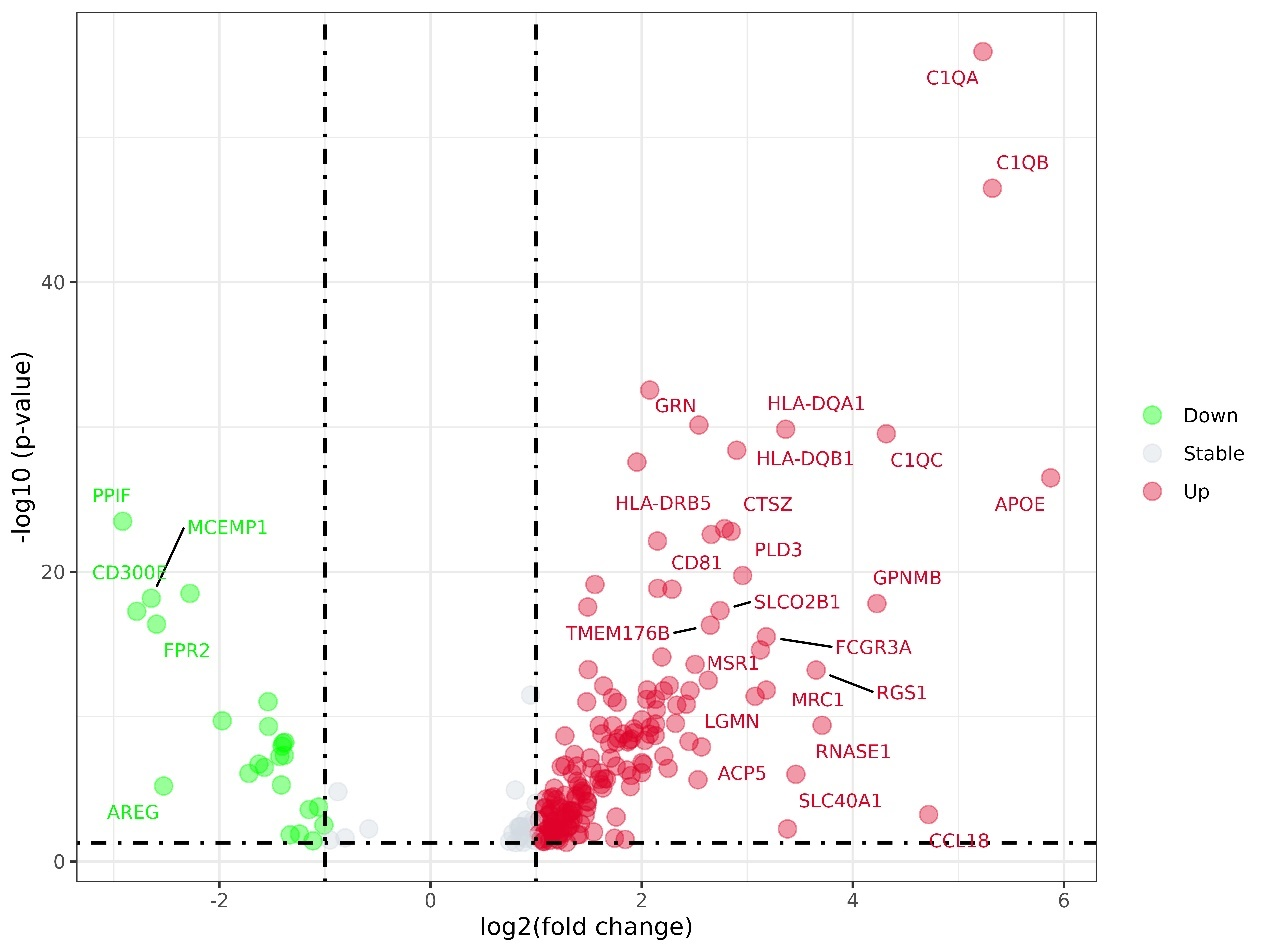 C1QA
C1QB
40
GRN
HLA-DQA1
HLA-DQB1
C1QC
PPIF
HLA-DRB5
CTSZ
APOE
MCEMP1
PLD3
CD300E
CD81
20
GPNMB
SLCO2B1
TMEM176B
FPR2
FCGR3A
MSR1
MRC1
RGS1
LGMN
RNASE1
ACP5
AREG
SLC40A1
CCL18
0
-2
0
2
4
6
log2(fold change)
-log10 (p-value)
Down
Stable
Up